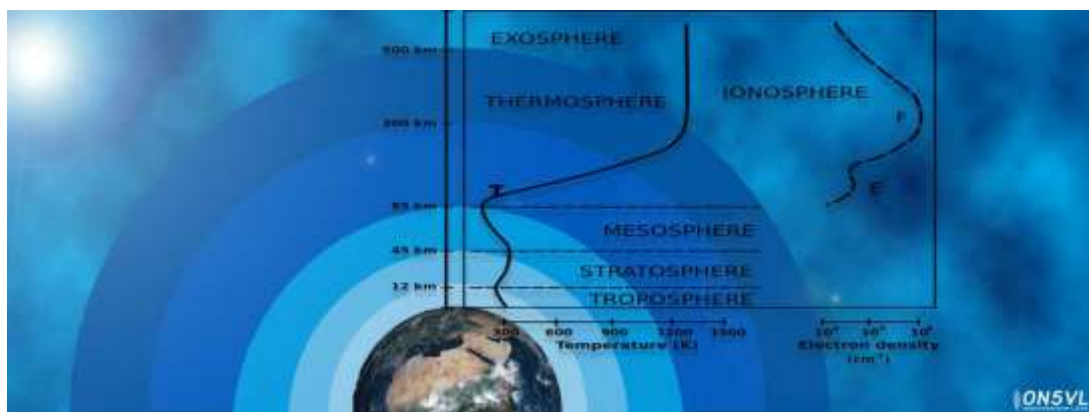 EXOSPHERE
500 km
IONOSPHERE
THERMOSPHERE
F
200 km
E
T
85 km
MESOSPHERE
45 km
STRATOSPHERE
12 km
TROPOSPHERE
300 600 900 1200 1500
Temperature (K)
Electron density
(cm⁻³)
ON5VL